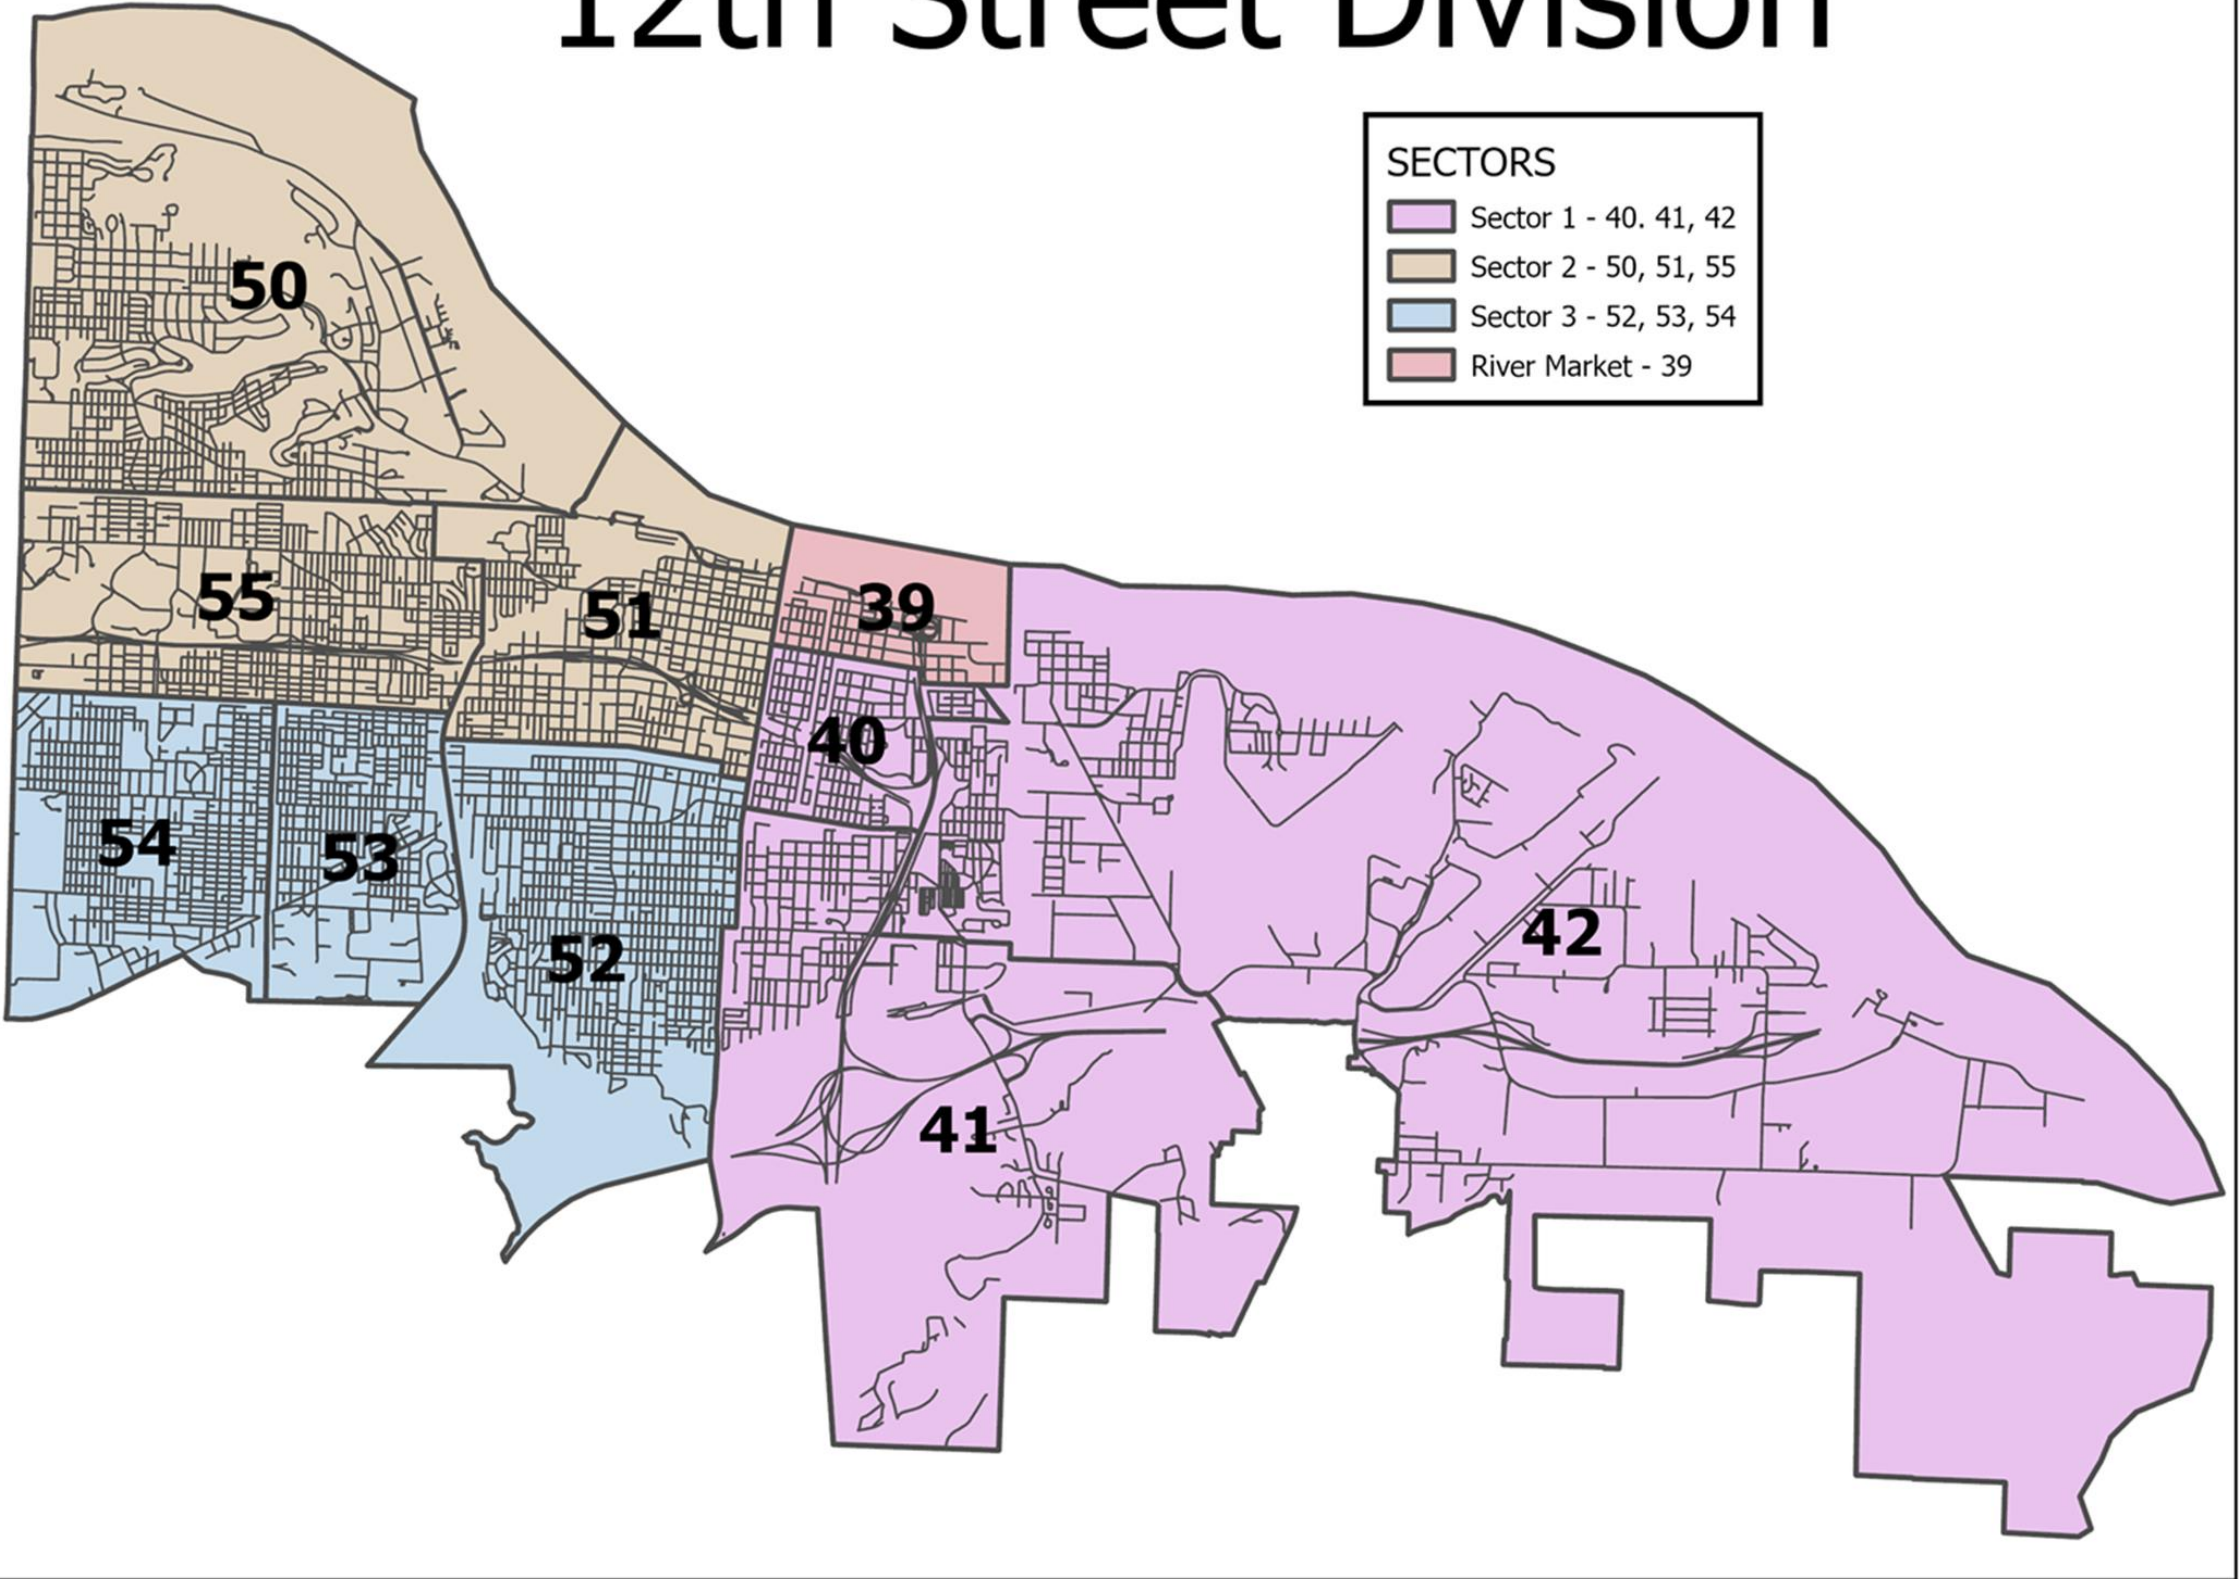 12th Street Division
SECTORS
Sector 1 - 40. 41, 42
Sector 2 - 50, 51, 55
Sector 3 - 52, 53, 54
River Market - 39
50
55
51
39
40
54
53
52
42
41